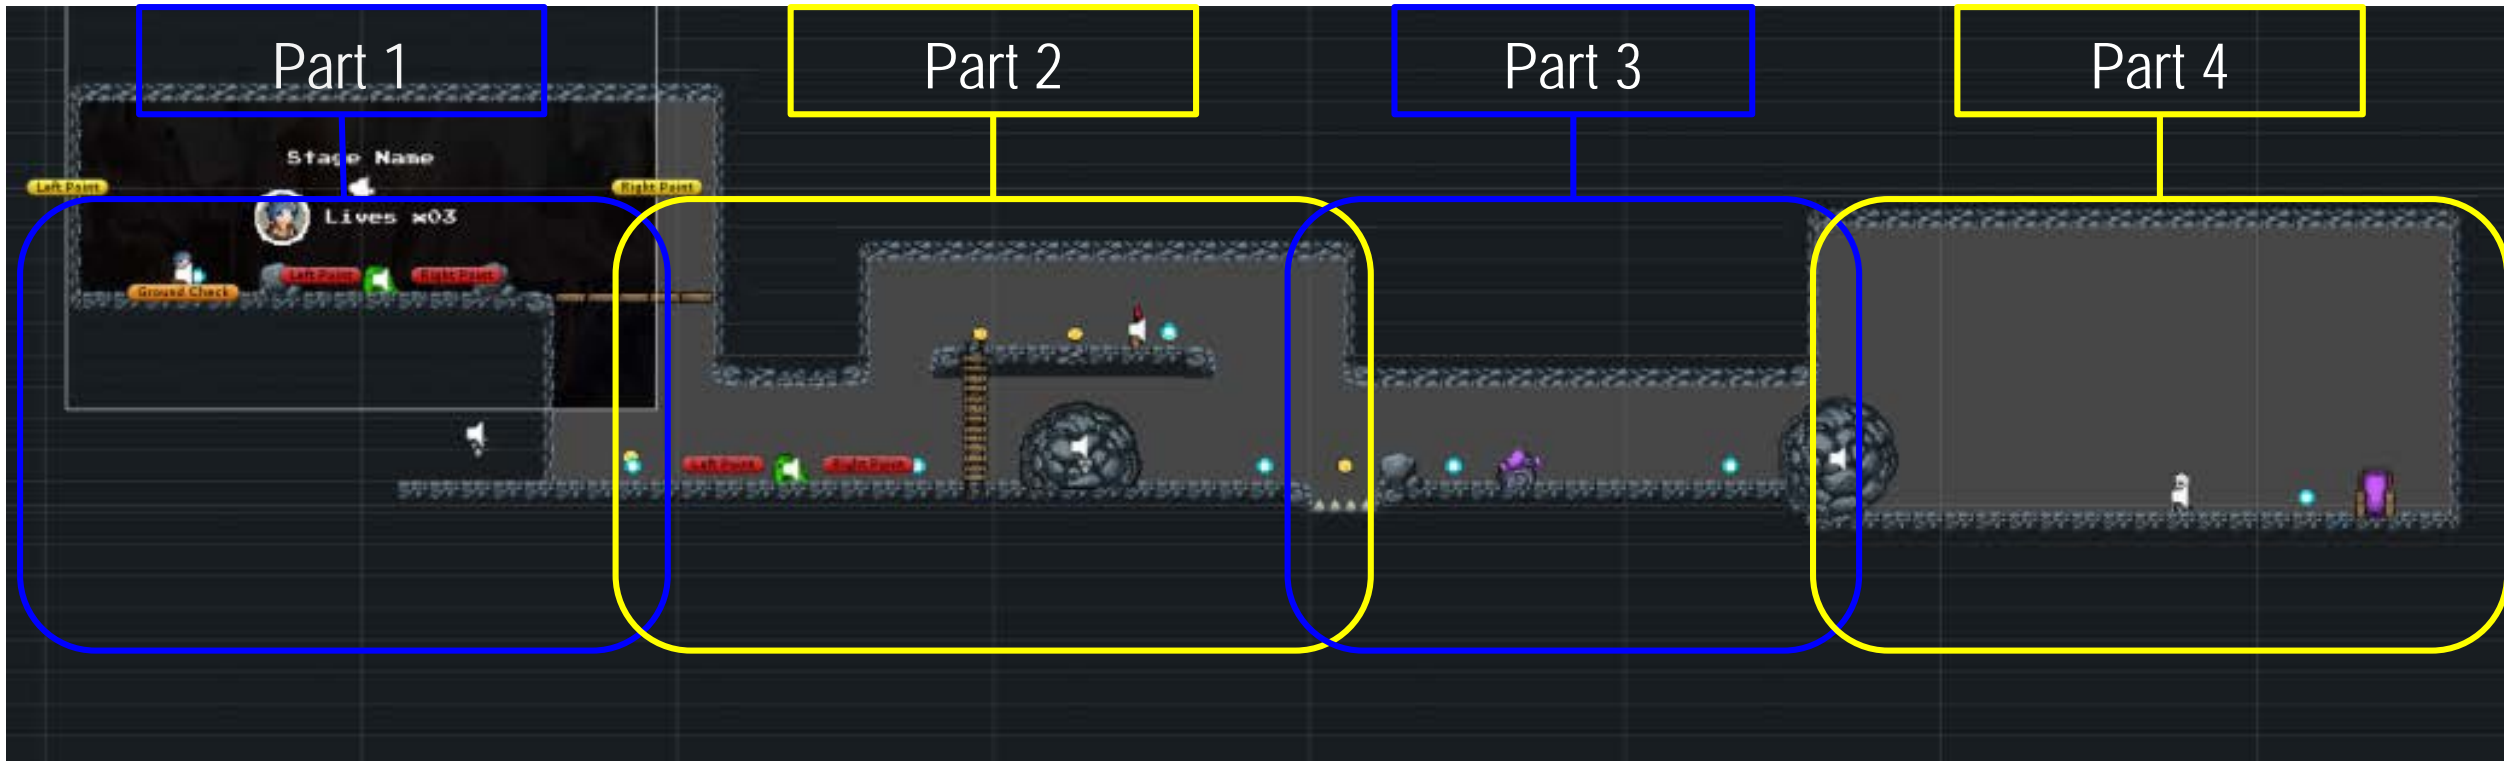 Part 1
Part 2
Part 3
Part 4
Stage Name
Left Point
Right Point
Lives x03
Left Point
Right Point
Ground Check
Left Point
Right Point